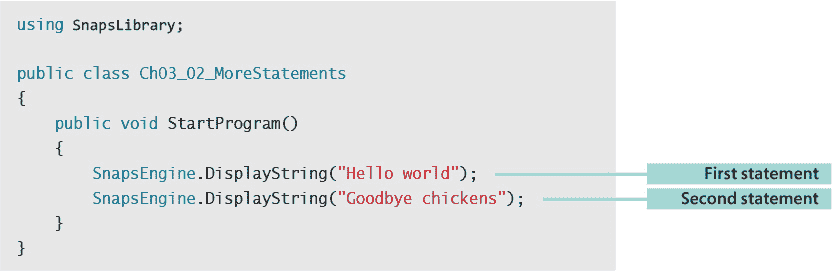 using SnapsLibrary;
public class Ch03_02_MoreStatements
{
public void StartProgram()
{
SnapsEngine.DisplayString("Hello world");
First statement
SnapsEngine.DisplayString("Goodbye chickens");
Second statement
}
}